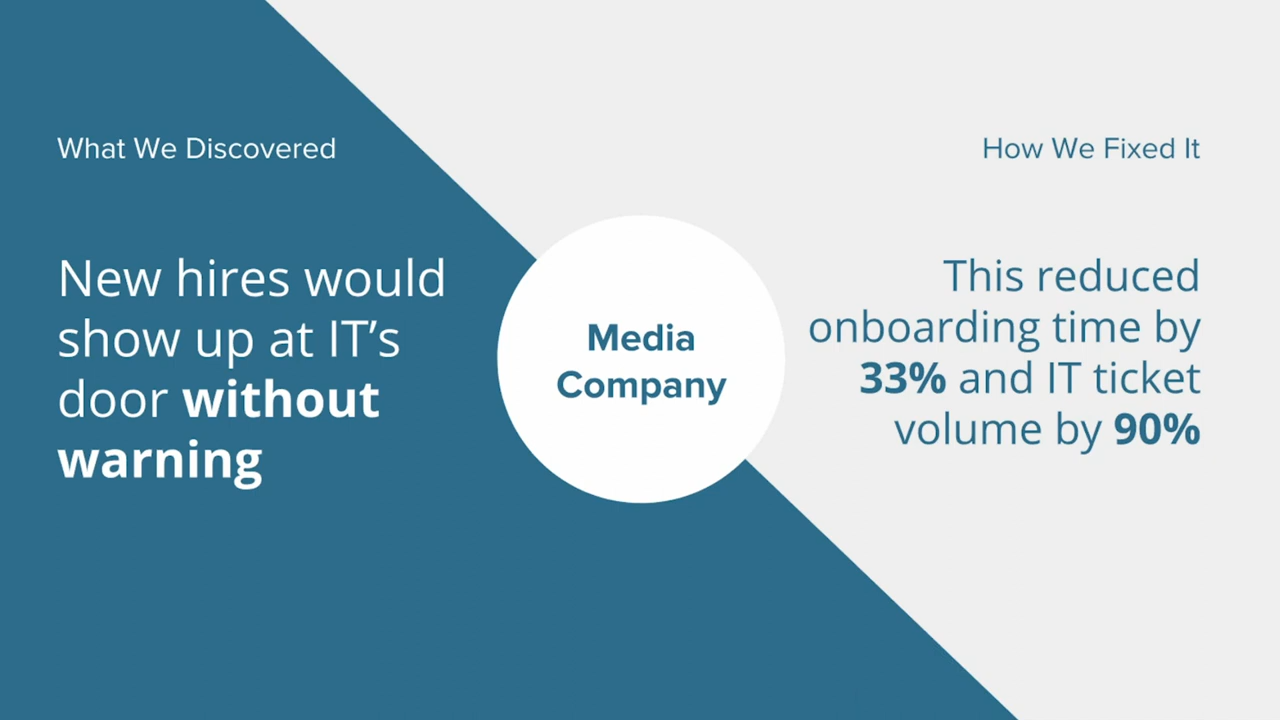 What We Discovered
New hires would
show up at IT’s
door without
warning
Media
Company
How We Fixed It
This reduced
onboarding time by
33% and IT ticket
volume by 90%